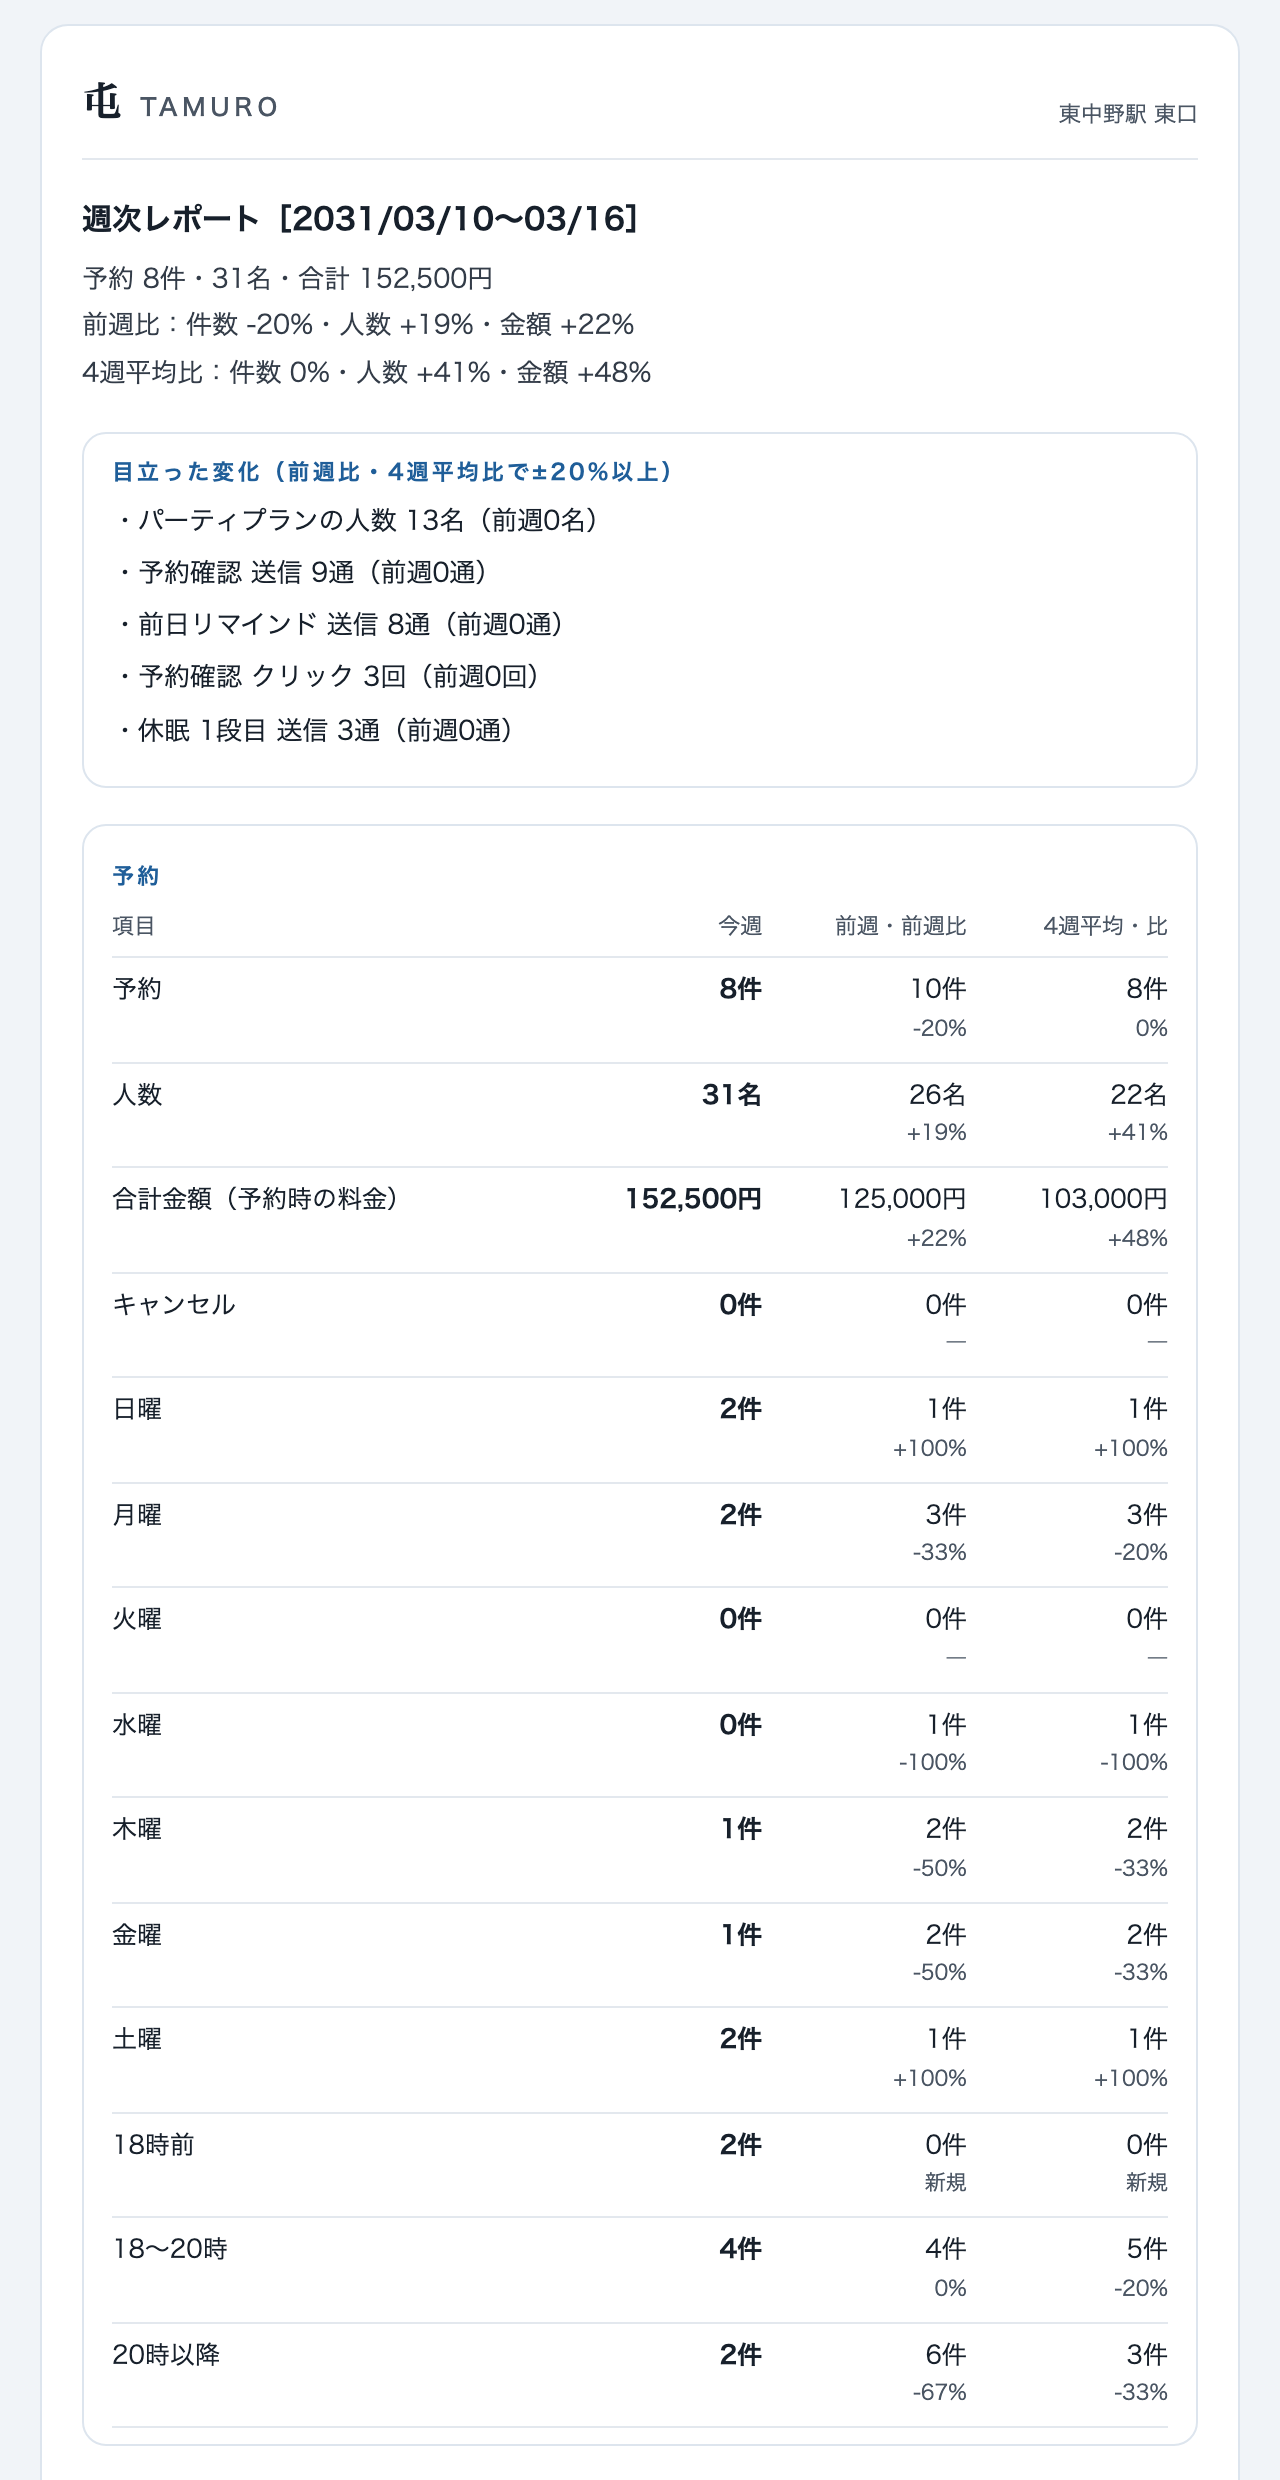 屯 TAMURO
東中野駅 東口
週次レポート［2031/03/10〜03/16］
予約 8件・31名・合計 152,500円
前週比：件数 -20%・人数 +19%・金額 +22%
4週平均比：件数 0%・人数 +41%・金額 +48%
目立った変化（前週比・4週平均比で±20%以上）
・パーティプランの人数 13名（前週0名）
・予約確認 送信 9通（前週0通）
・前日リマインド 送信 8通（前週0通）
・予約確認 クリック 3回（前週0回）
・休眠 1段目 送信 3通（前週0通）
予約
項目 今週 前週・前週比 4週平均・比
予約 8件 10件 8件
-20% 0%
人数 31名 26名 22名
+19% +41%
合計金額（予約時の料金） 152,500円 125,000円 103,000円
+22% +48%
キャンセル 0件 0件 0件
— —
日曜 2件 1件 1件
+100% +100%
月曜 2件 3件 3件
-33% -20%
火曜 0件 0件 0件
— —
水曜 0件 1件 1件
-100% -100%
木曜 1件 2件 2件
-50% -33%
金曜 1件 2件 2件
-50% -33%
土曜 2件 1件 1件
+100% +100%
18時前 2件 0件 0件
新規 新規
18〜20時 4件 4件 5件
0% -20%
20時以降 2件 6件 3件
-67% -33%